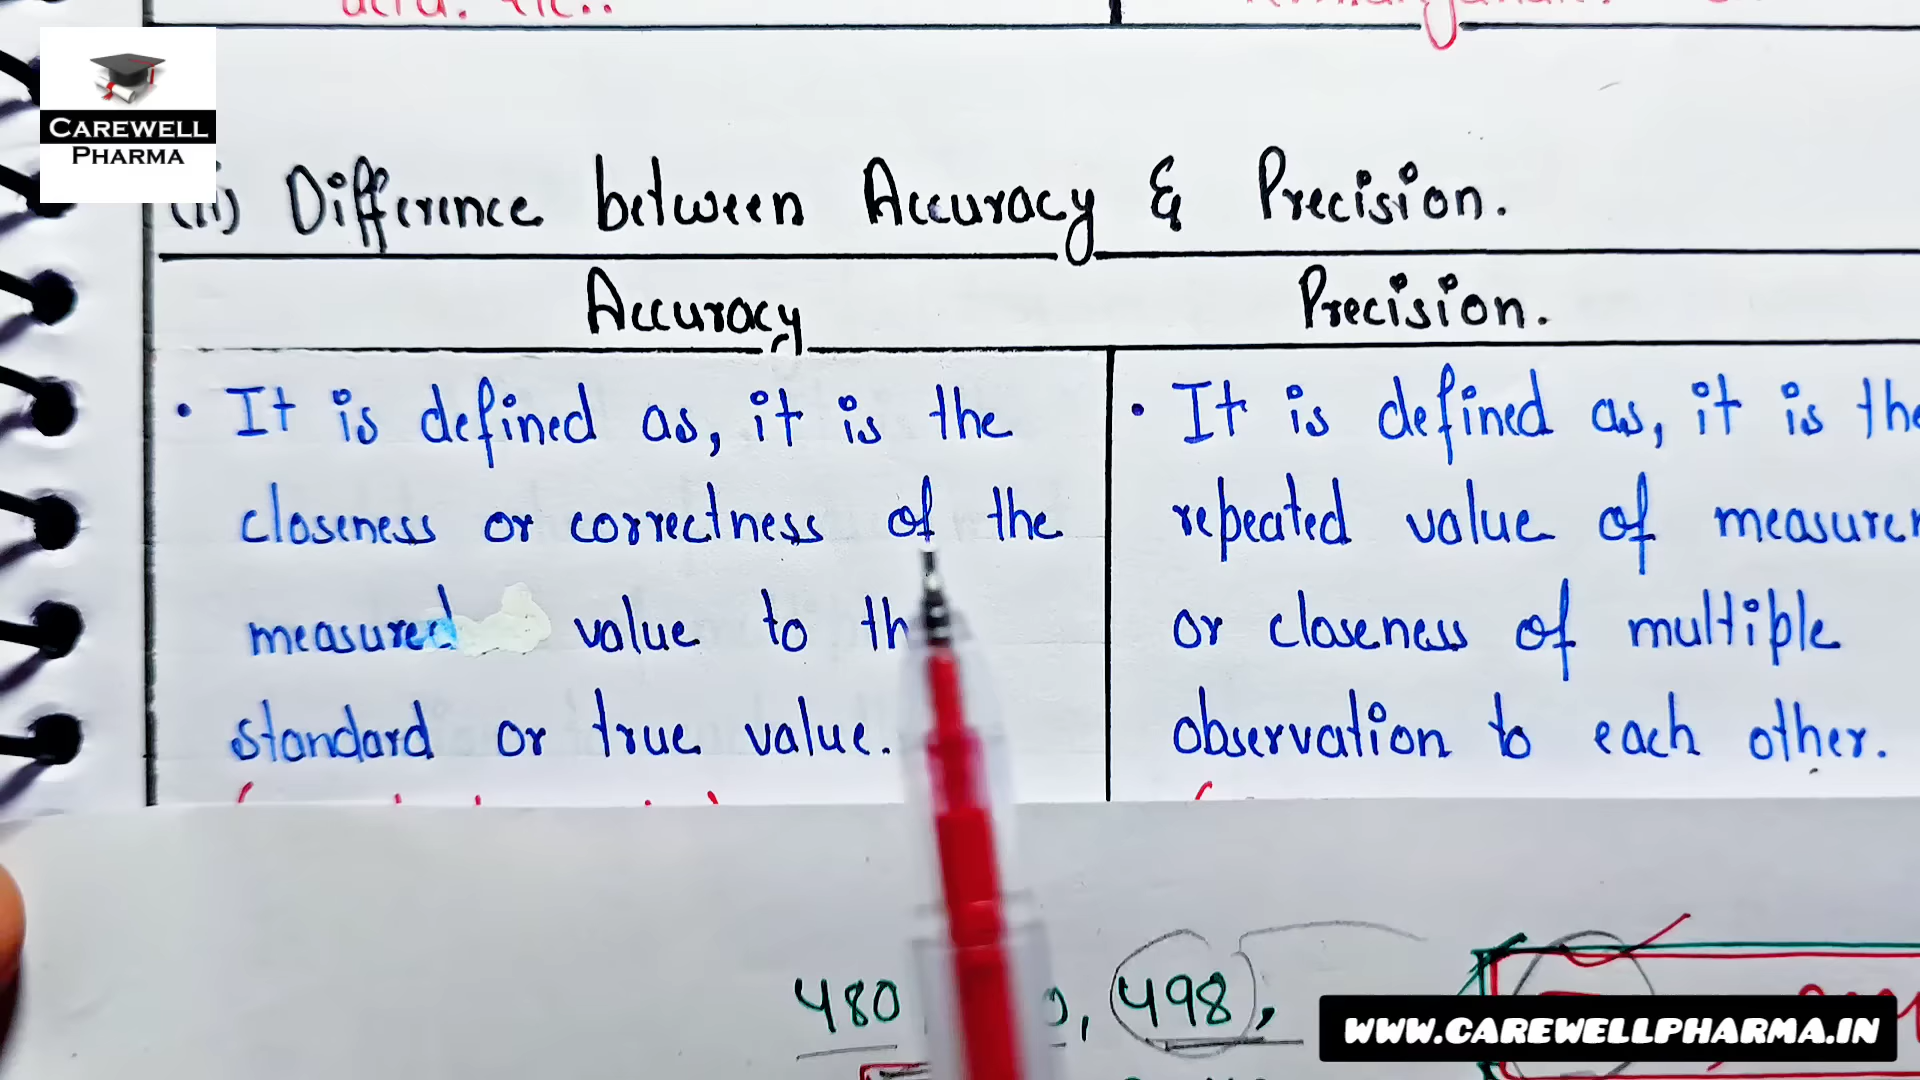 CAREWELL
PHARMA
(ii) Difference between Accuracy & Precision.
Accuracy
Precision.
• It is defined as, it is the
closeness or correctness of the
measured value to
standard or true value.
• It is defined as, it is the
repeated value of
or closeness of multiple
observation to each other.
480
498,
WWW.CAREWELLPHARMA.IN